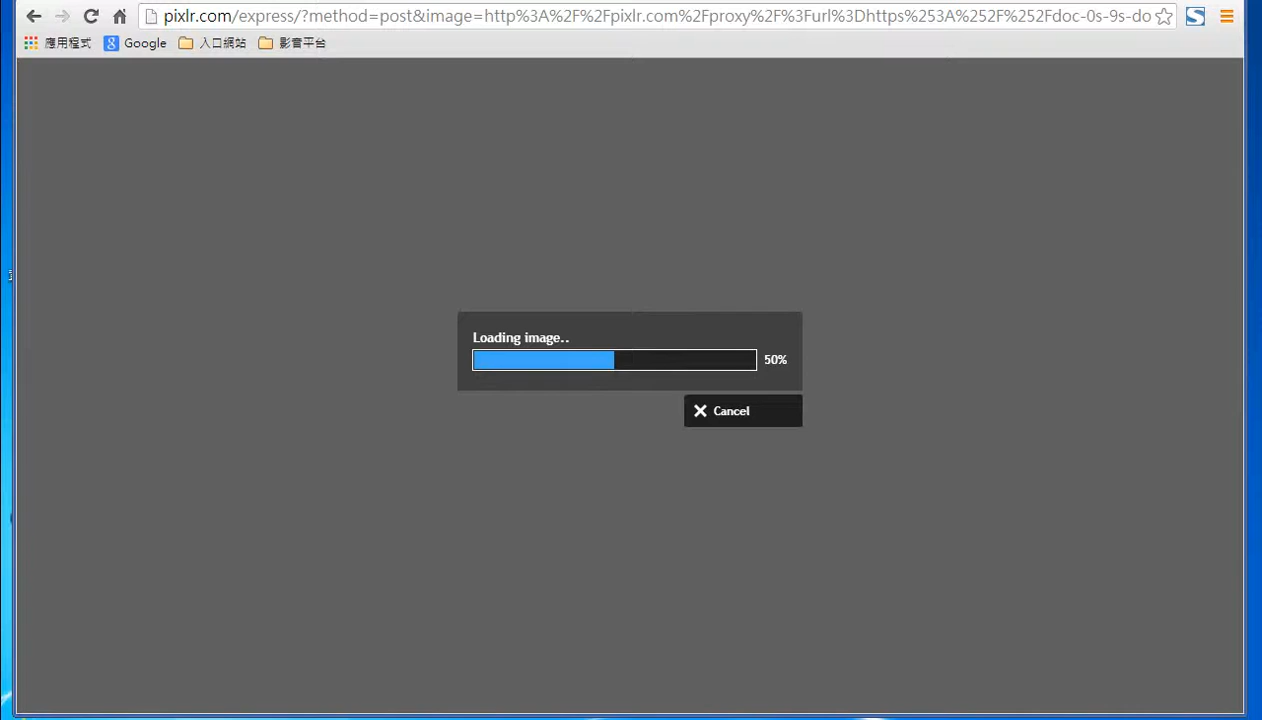 pixlr.com/express/?method=post&image=http%3A%2F%2Fpixlr.com%2Fproxy%2F%3Furl%3Dhttps%253A%252F%252Fdoc-0s-9s-do
應用程式 Google 入口網站 影音平台
Loading image..
50%
Cancel